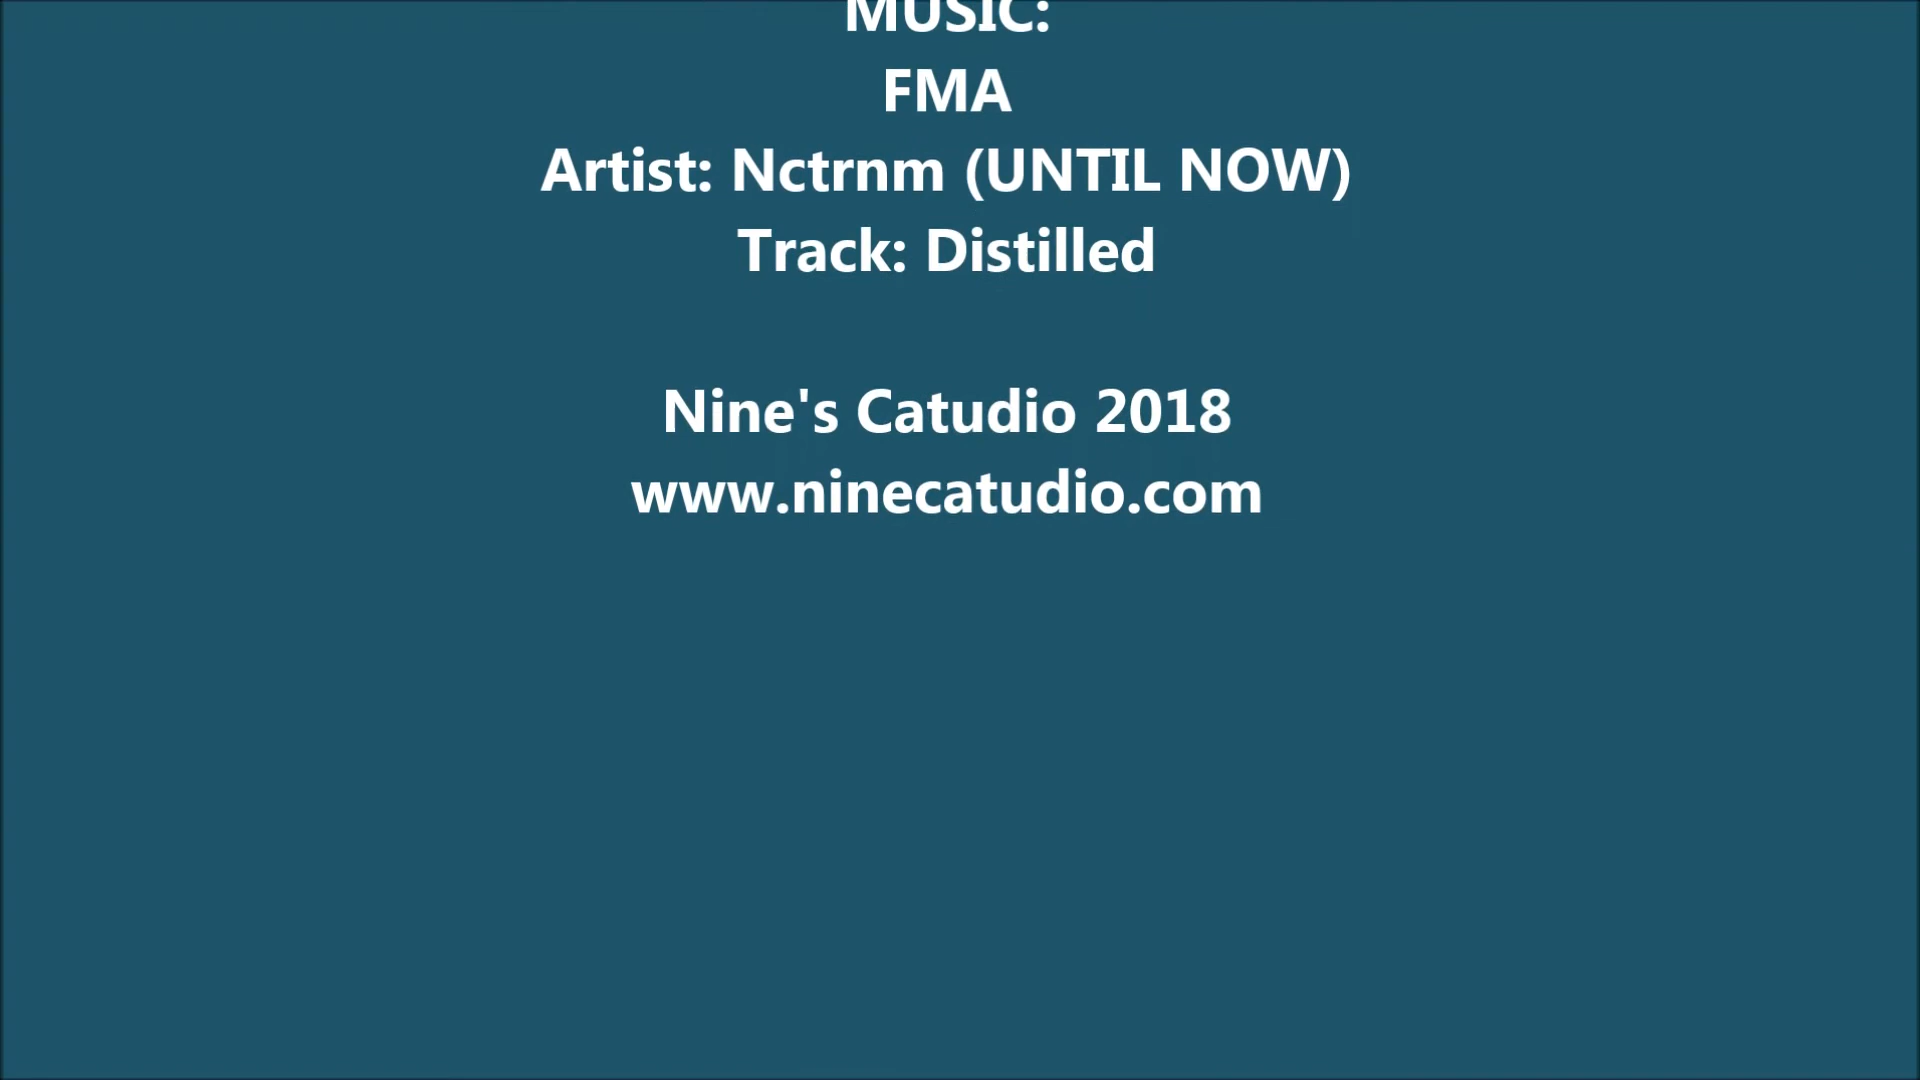 MUSIC:
FMA
Artist: Nctrnm (UNTIL NOW)
Track: Distilled
Nine's Catudio 2018
www.ninecatudio.com